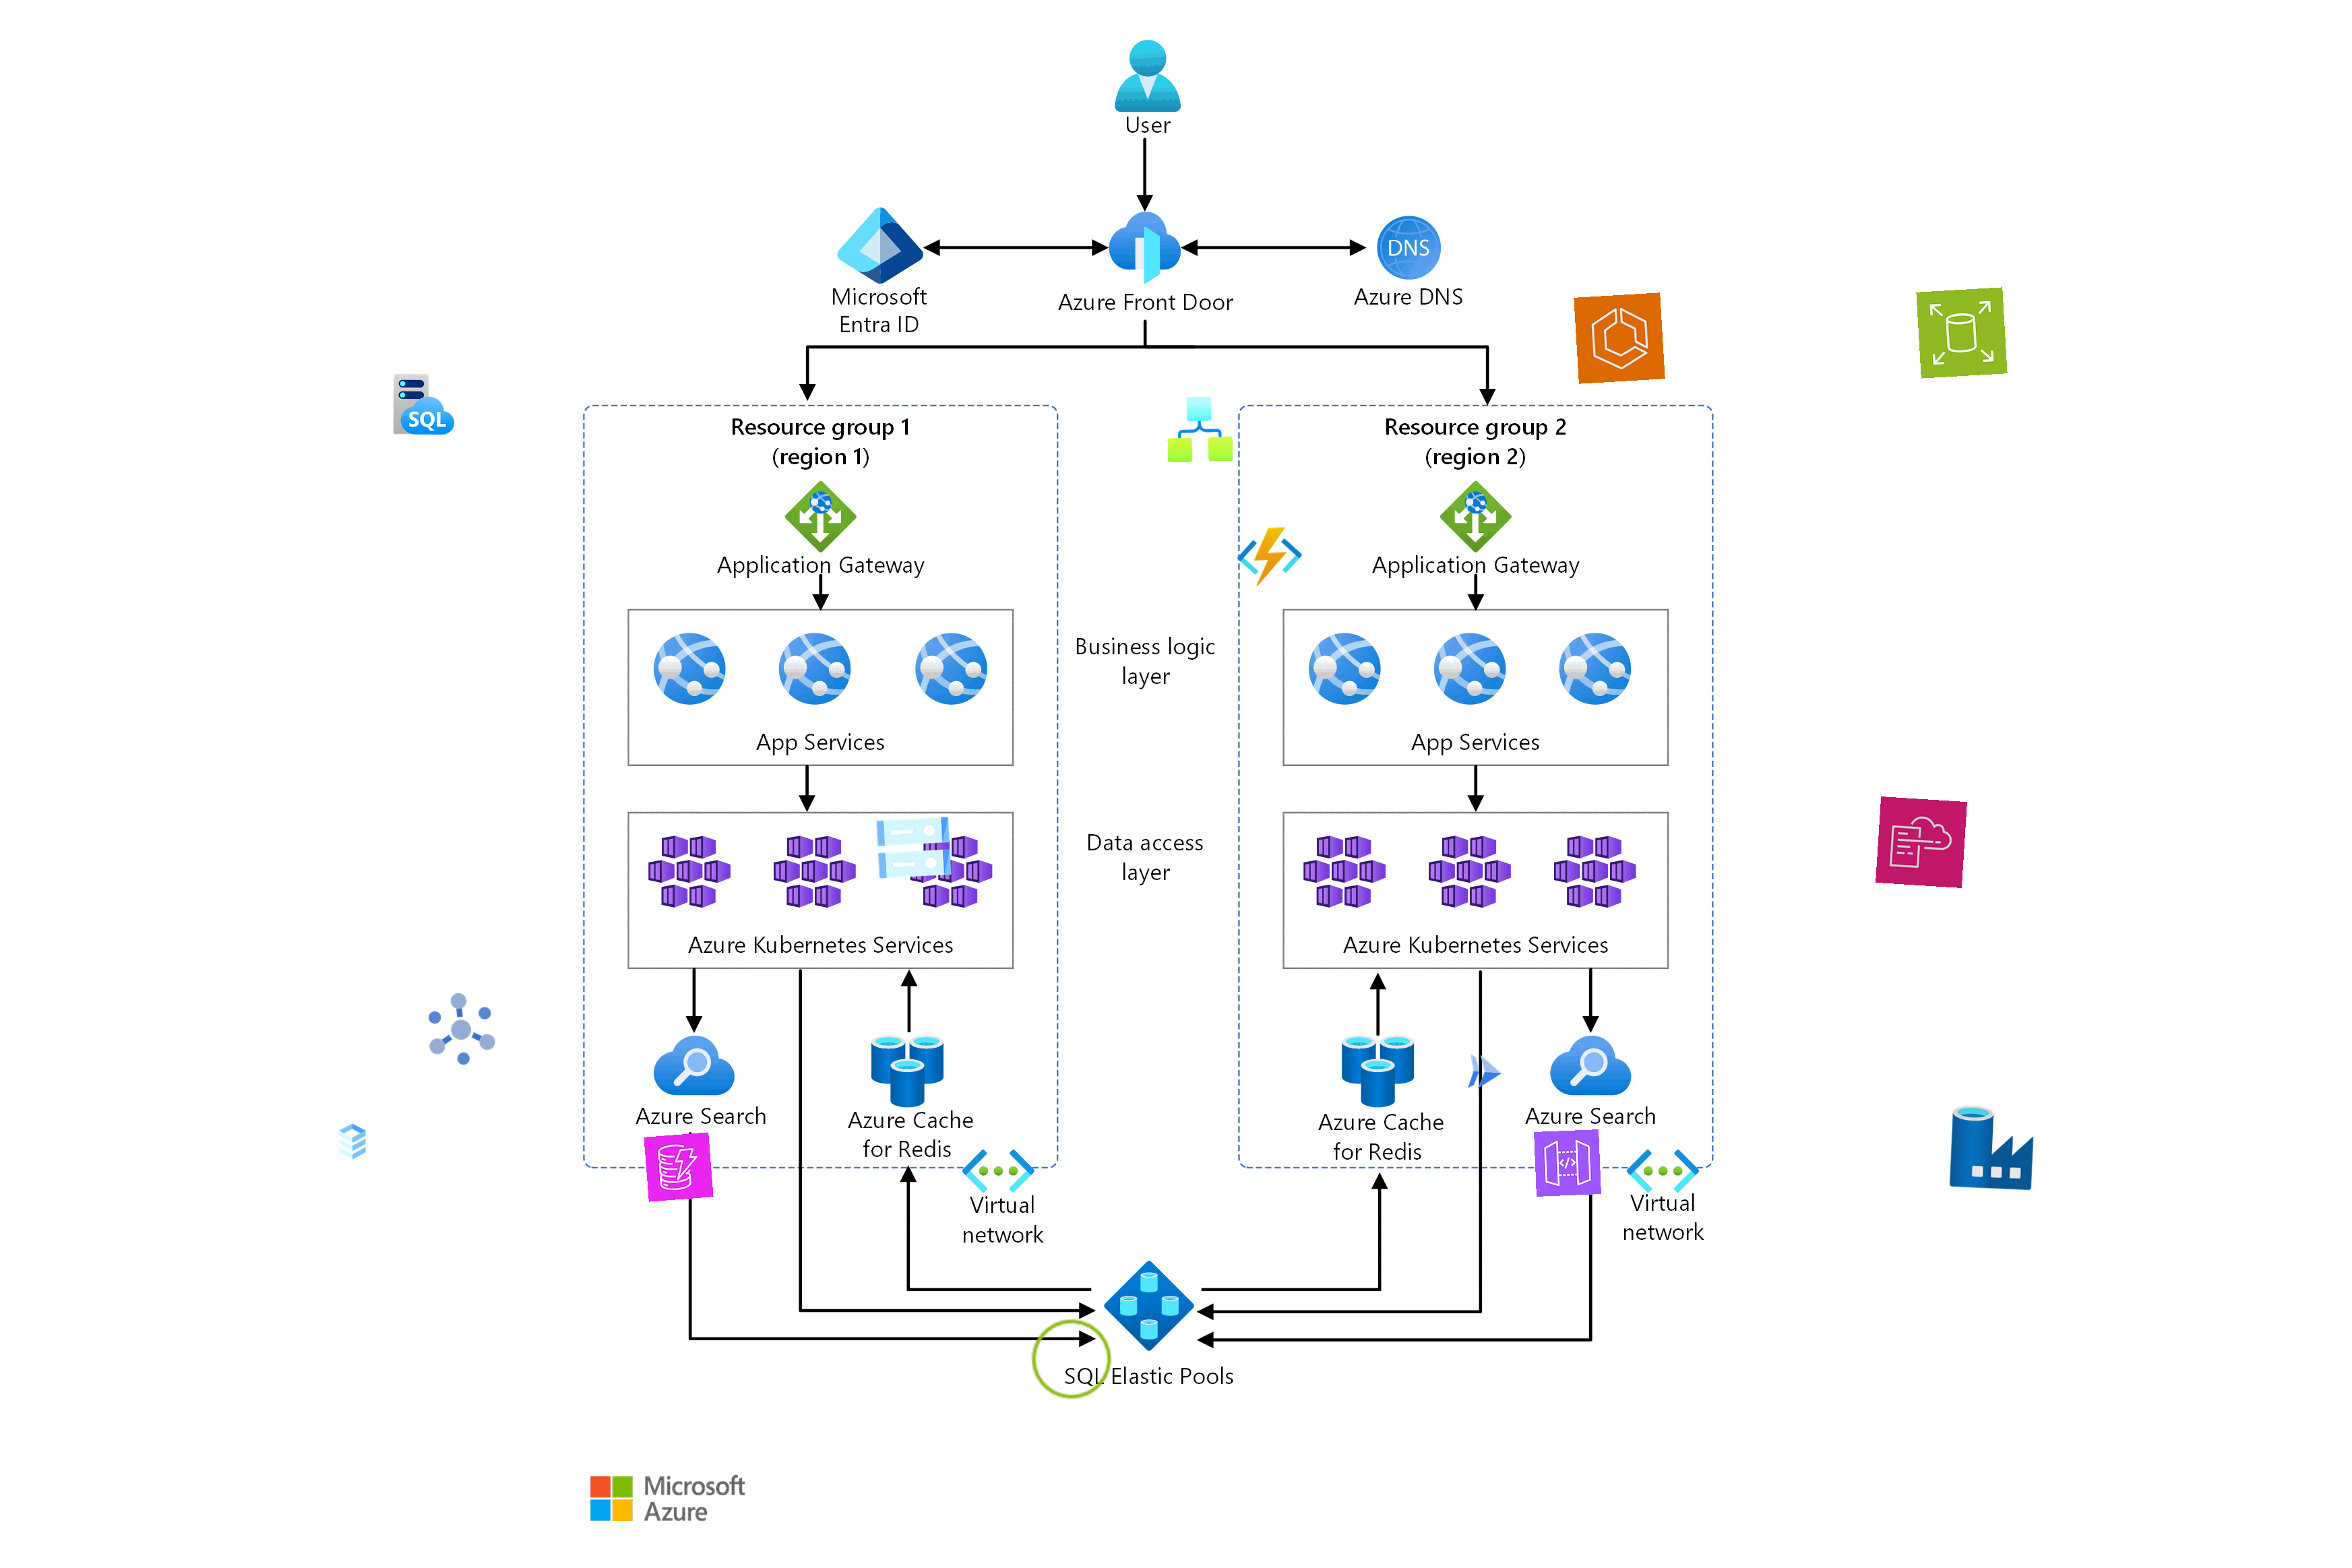 User
DNS
Microsoft
Entra ID
Azure Front Door
Azure DNS
SQL
Resource group 1
(region 1)
Resource group 2
(region 2)
Application Gateway
Application Gateway
Business logic
layer
App Services
App Services
Data access
layer
Azure Kubernetes Services
Azure Kubernetes Services
Azure Search
Azure Cache
for Redis
Azure Cache
for Redis
Azure Search
</>
Virtual
network
Virtual
network
SQL Elastic Pools
Microsoft
Azure